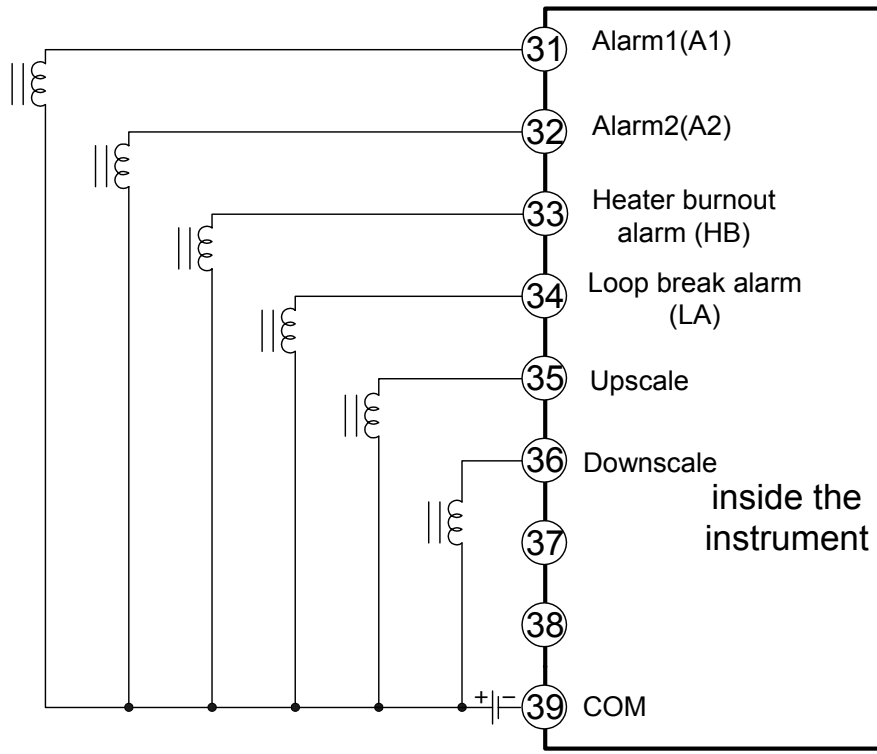 31 Alarm1(A1)
32 Alarm2(A2)
33 Heater burnout
alarm (HB)
34 Loop break alarm
(LA)
35 Upscale
36 Downscale
inside the
instrument
37
38
+ − 39 COM